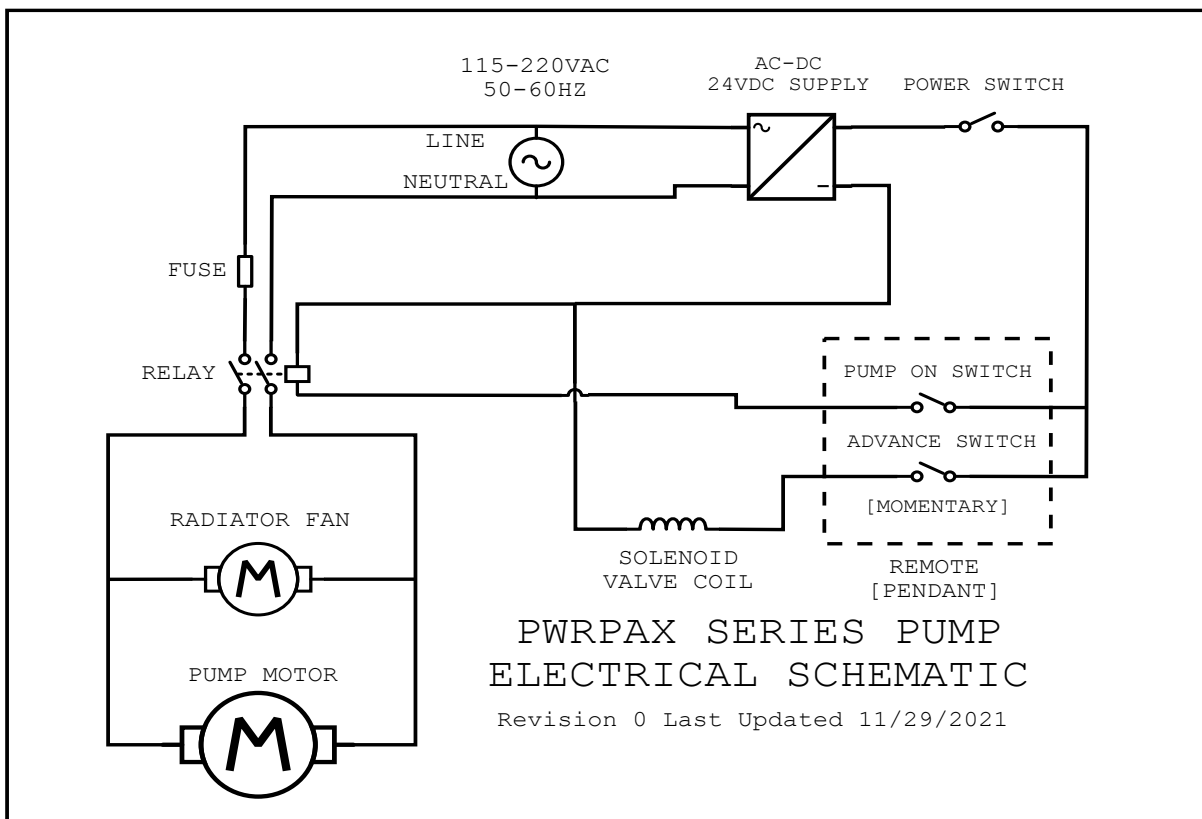 115-220VAC
50-60HZ
AC-DC
24VDC SUPPLY
POWER SWITCH
LINE
NEUTRAL
FUSE
RELAY
PUMP ON SWITCH
ADVANCE SWITCH
[MOMENTARY]
RADIATOR FAN
M
SOLENOID
VALVE COIL
REMOTE
[PENDANT]
PUMP MOTOR
M
PWRPAX SERIES PUMP
ELECTRICAL SCHEMATIC
Revision 0 Last Updated 11/29/2021